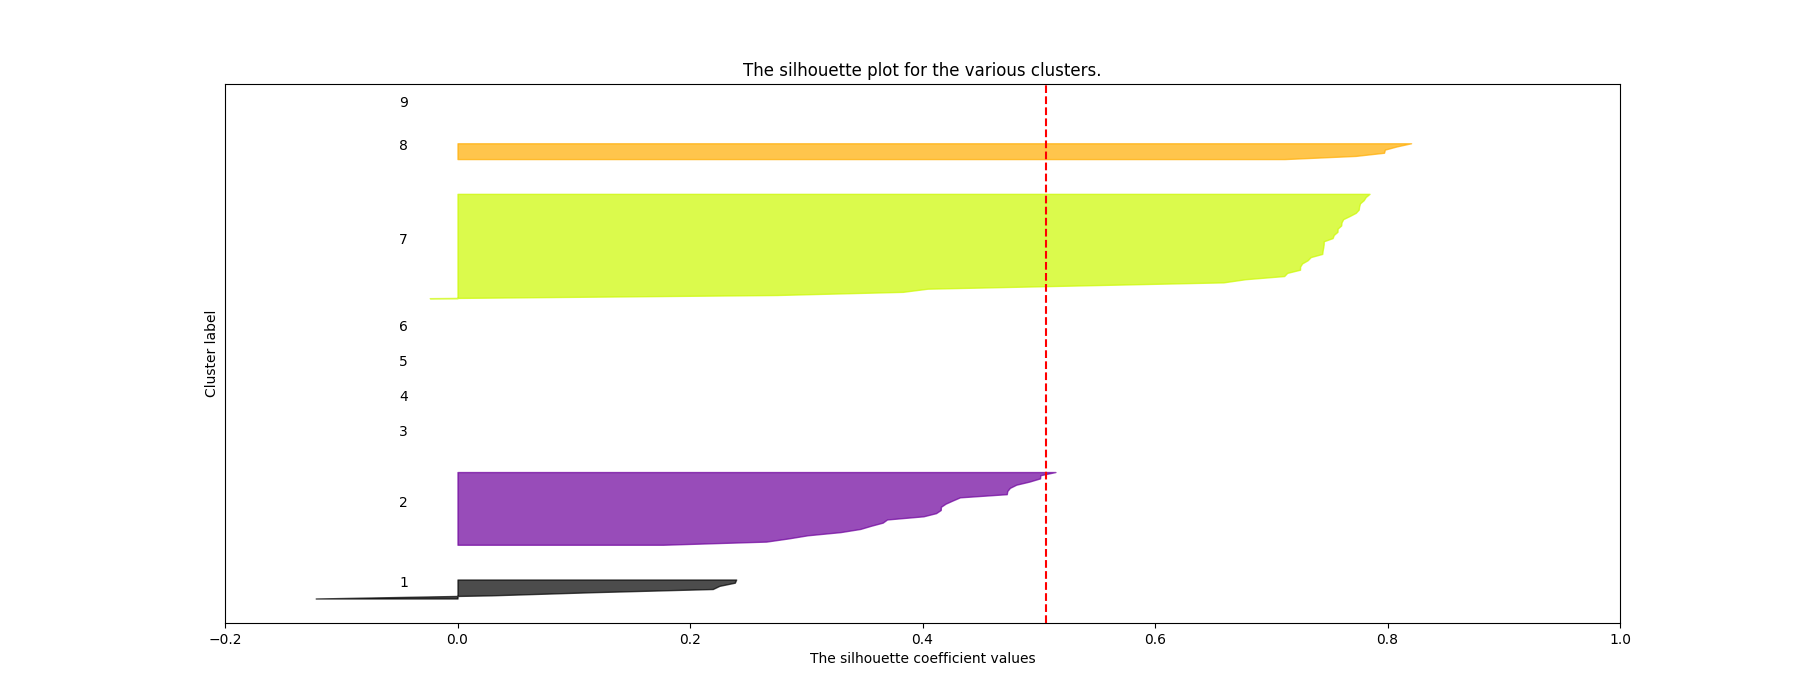 The silhouette plot for the various clusters.
9
8
7
6
5
4
3
2
1
Cluster label
−0.2 0.0 0.2 0.4 0.6 0.8 1.0
The silhouette coefficient values